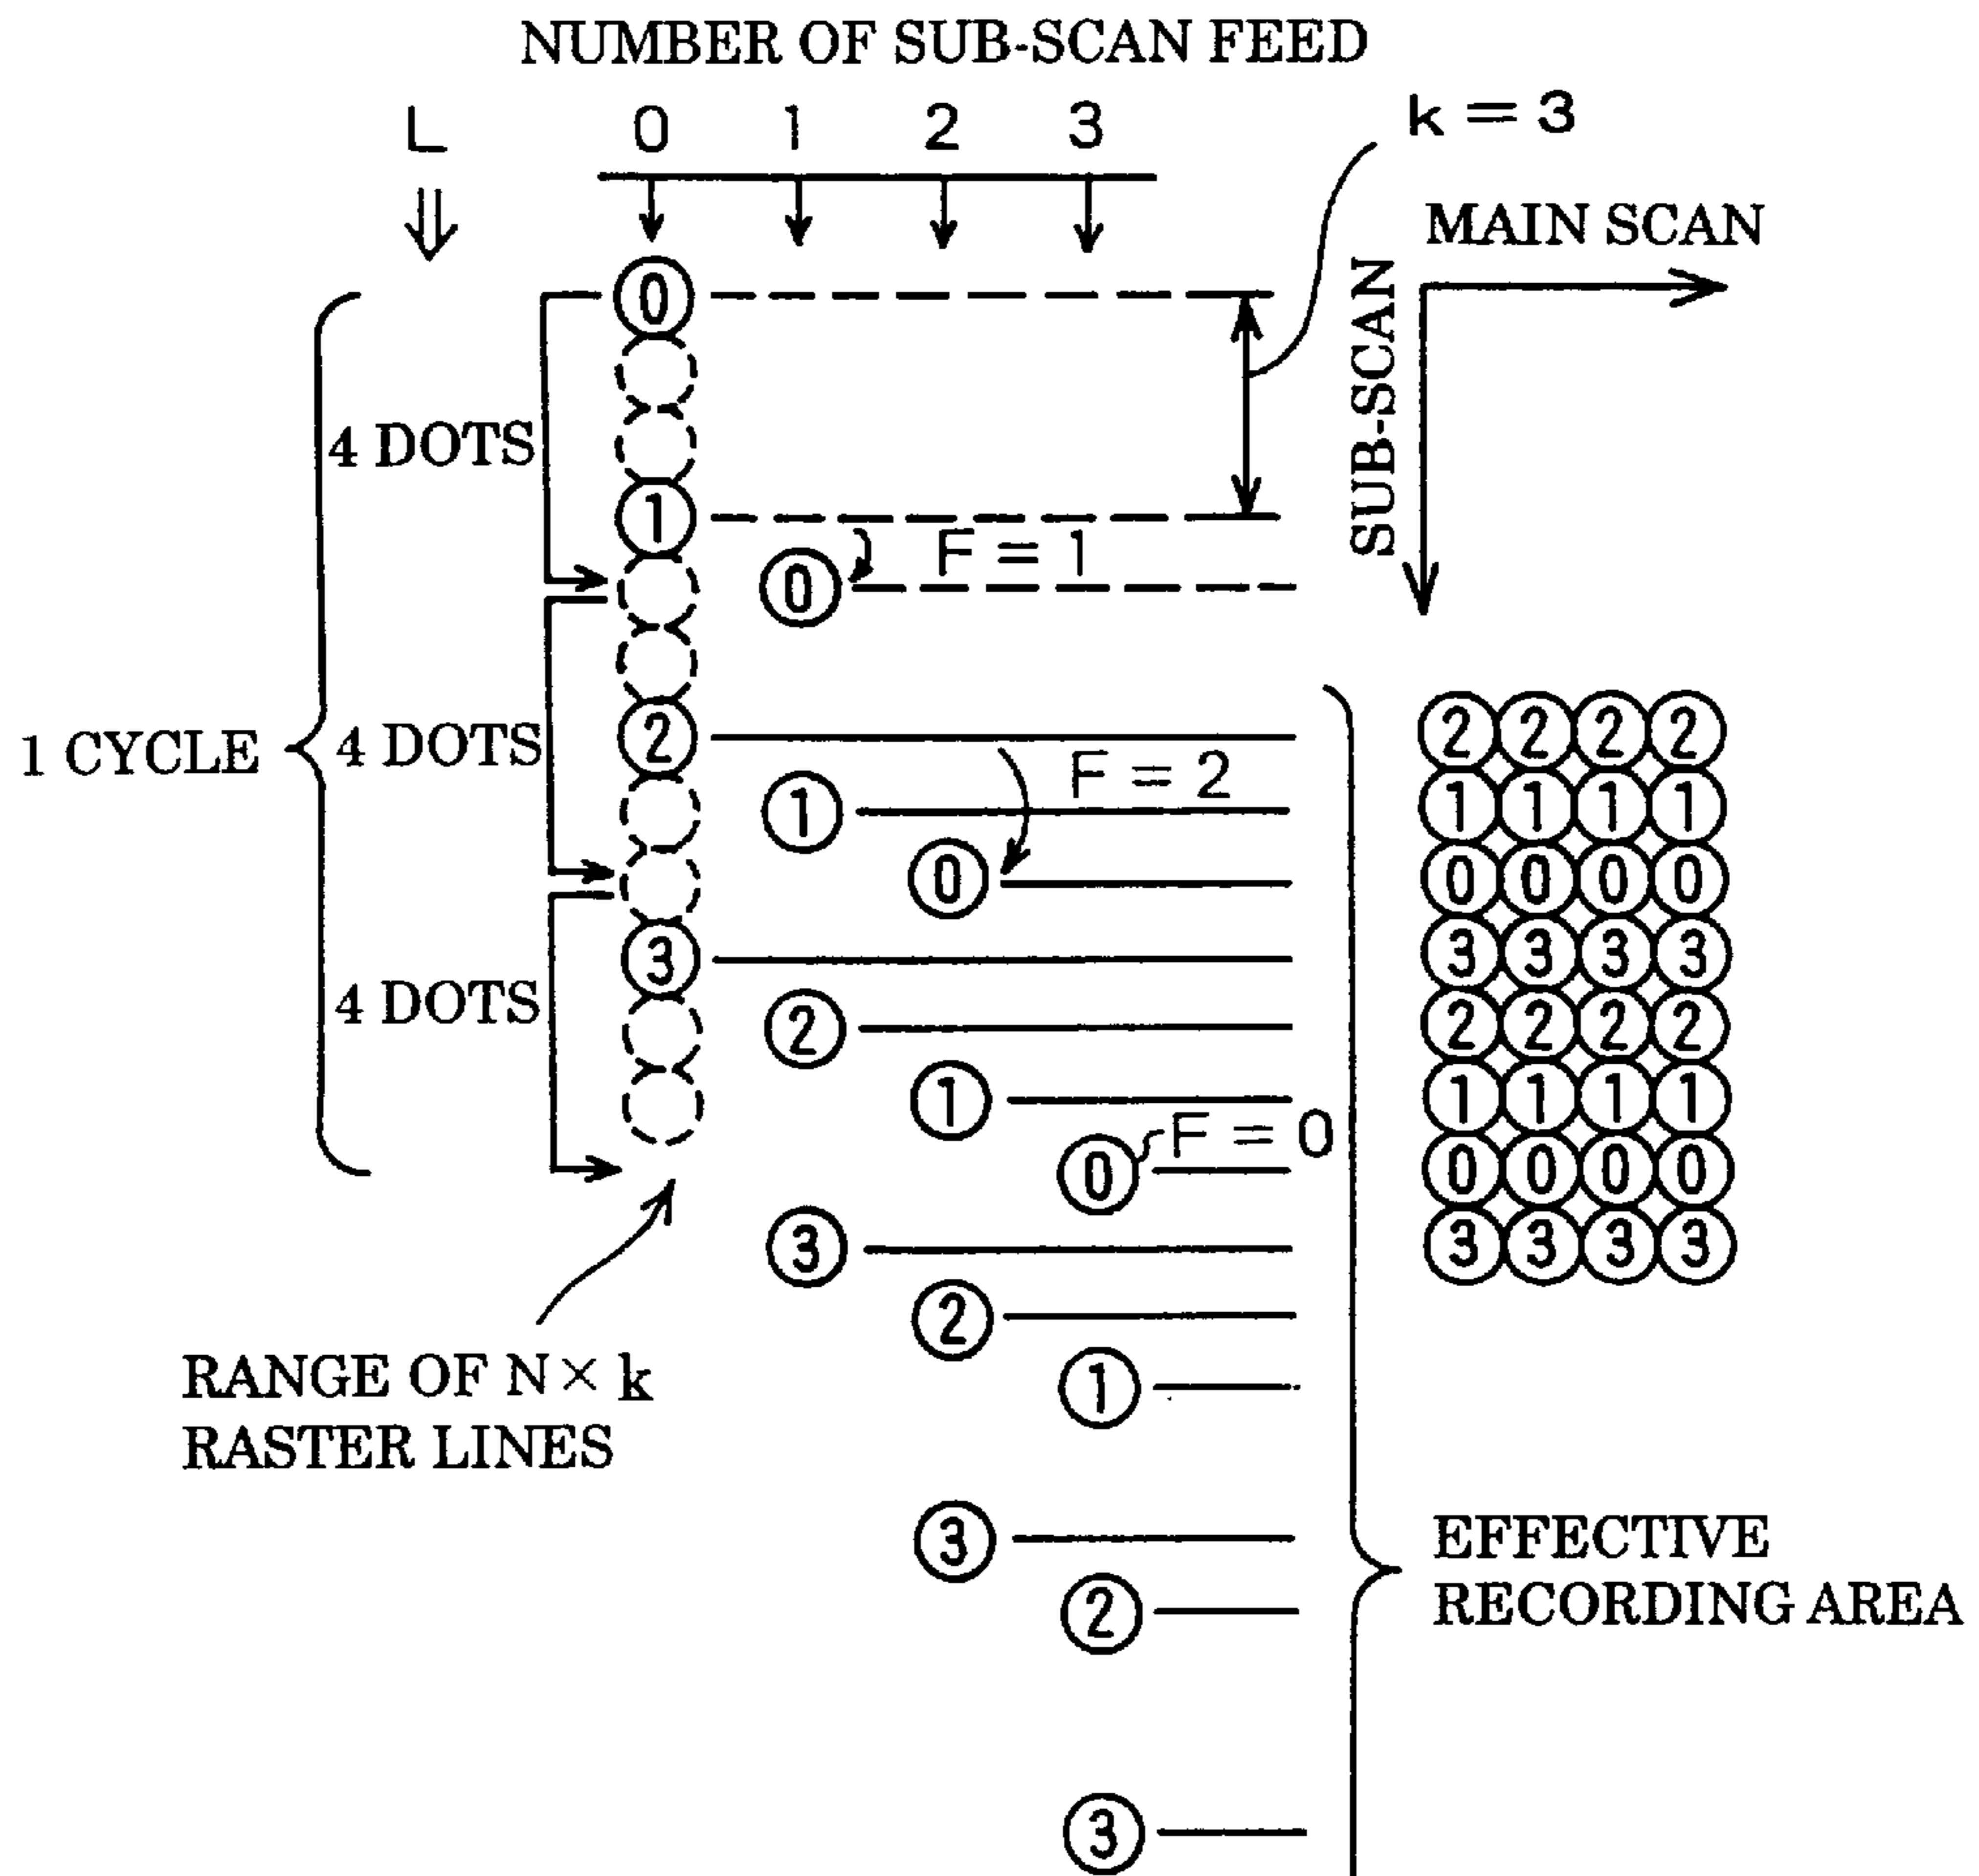 NUMBER OF SUB-SCAN FEED
L 0 1 2 3 k = 3
MAIN SCAN
SUB-SCAN
0
4 DOTS
1
F = 1
0
2 2 2 2 2
1 CYCLE 4 DOTS F = 2
1 1 1 1 1
0 0 0 0 0
3 3 3 3 3
4 DOTS
2 2 2 2 2
1 1 1 1 1
F = 0
0 0 0 0 0
3 3 3 3 3
2
RANGE OF N × k
1
RASTER LINES
3
EFFECTIVE
2
RECORDING AREA
3